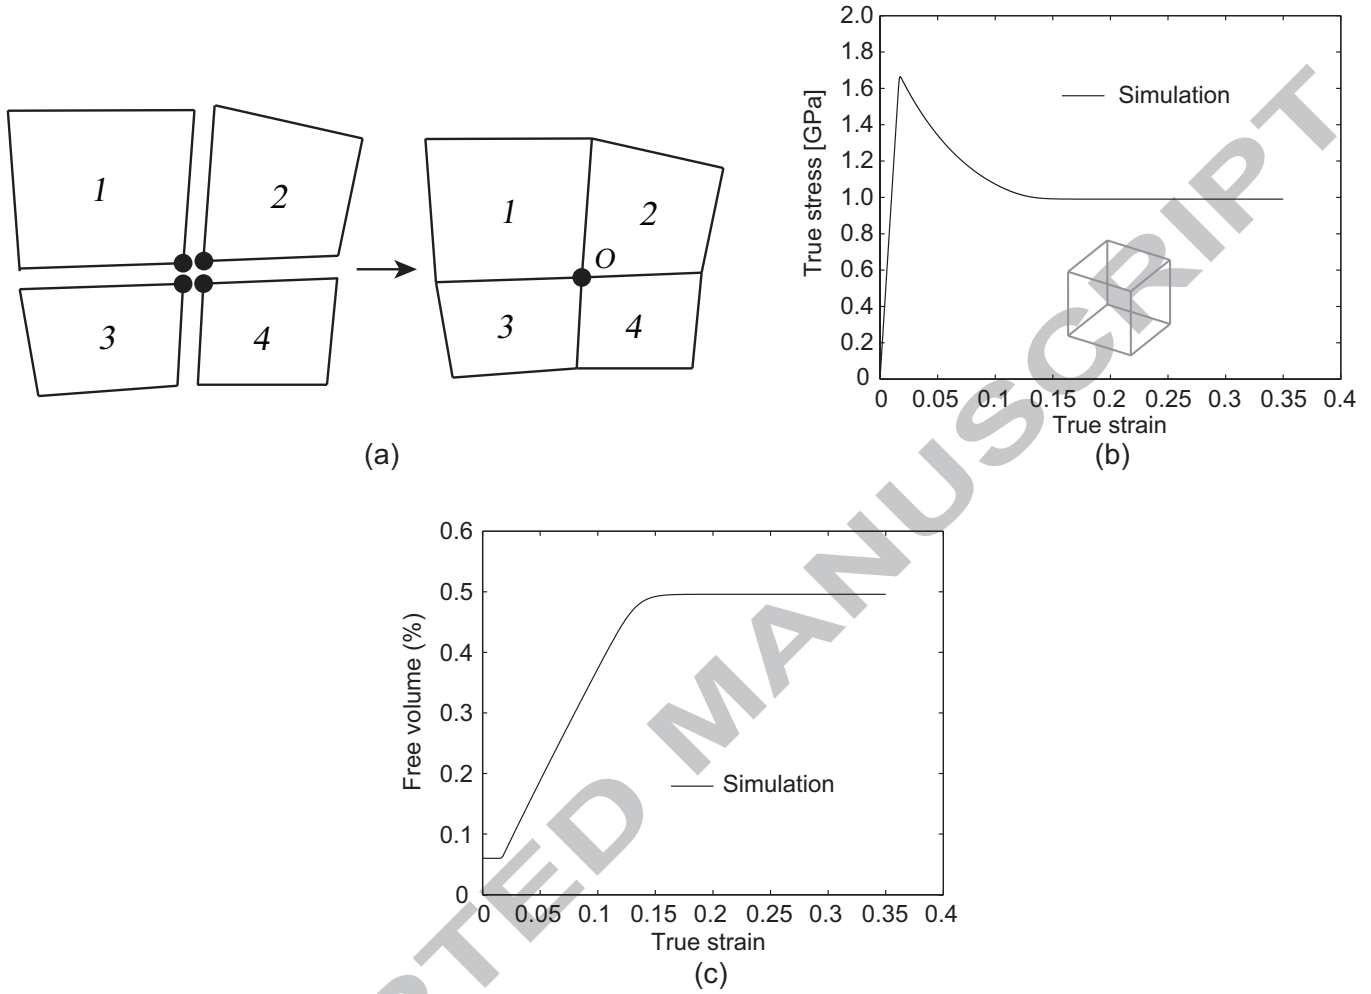 1
2
3
4
1
2
O
3
4
(a)
2.0
1.8
1.6
1.4
1.2
1.0
0.8
0.6
0.4
0.2
0
True stress [GPa]
Simulation
0 0.05 0.1 0.15 0.2 0.25 0.3 0.35 0.4
True strain
(b)
0.6
0.5
0.4
0.3
0.2
0.1
0
Free volume (%)
Simulation
0 0.05 0.1 0.15 0.2 0.25 0.3 0.35 0.4
True strain
(c)
PTED MANUSCRIPT